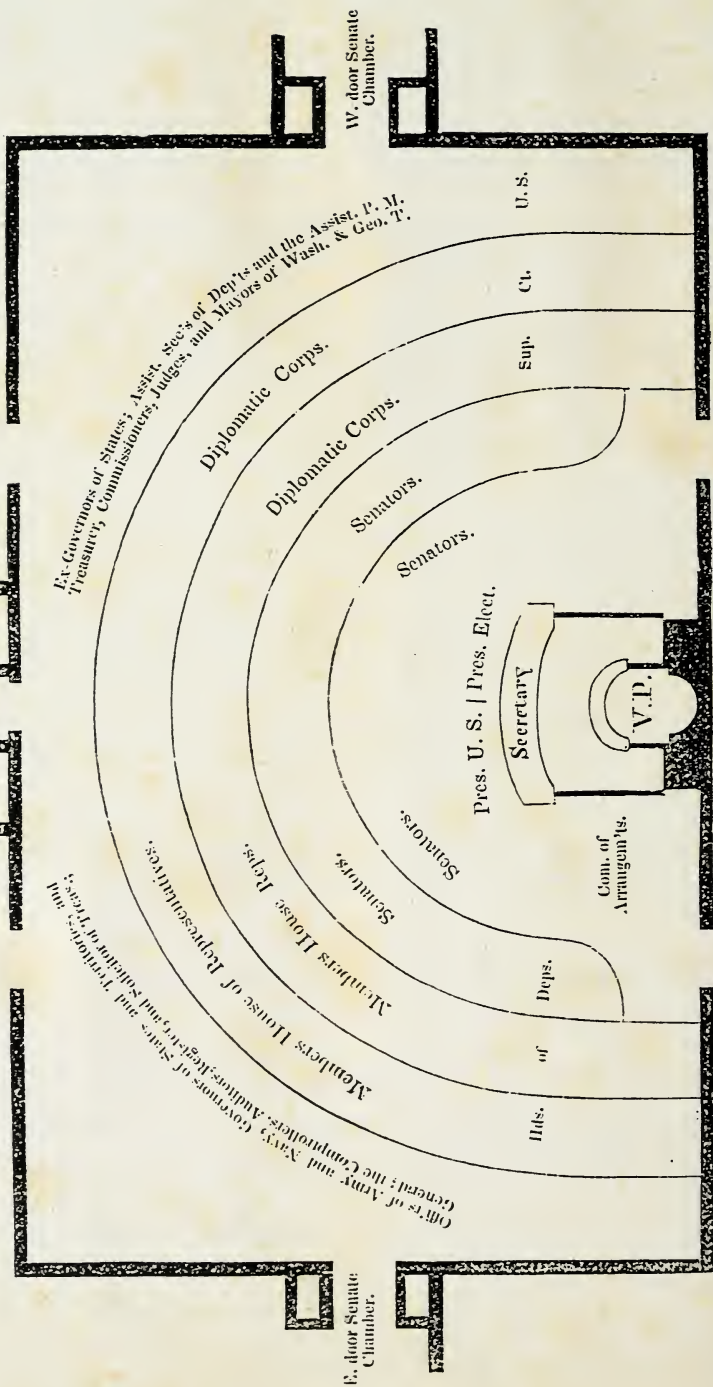 W. door Senate
Chamber.
Ex-Governors of States; Assist. Sec's of Dep'ts and the Assist. P. M.
Treasurer, Commissioners, Judges, and Mayors of Wash. & Geo. T.
Offi'rs of Army and Navy, Governors of States and Territories, and
General; the Comptrollers, Auditors, Register, and Solicitor of Treas.;
E. door Senate
Chamber.
Members House of Representatives.
Diplomatic Corps.
Members House Reps.
Diplomatic Corps.
Senators.
Senators.
Senators.
Senators.
Hds. of Deps.
Sup. Ct. U. S.
Pres. U. S. | Pres. Elect.
Secretary
V.P.
Com. of
Arrangem'ts.